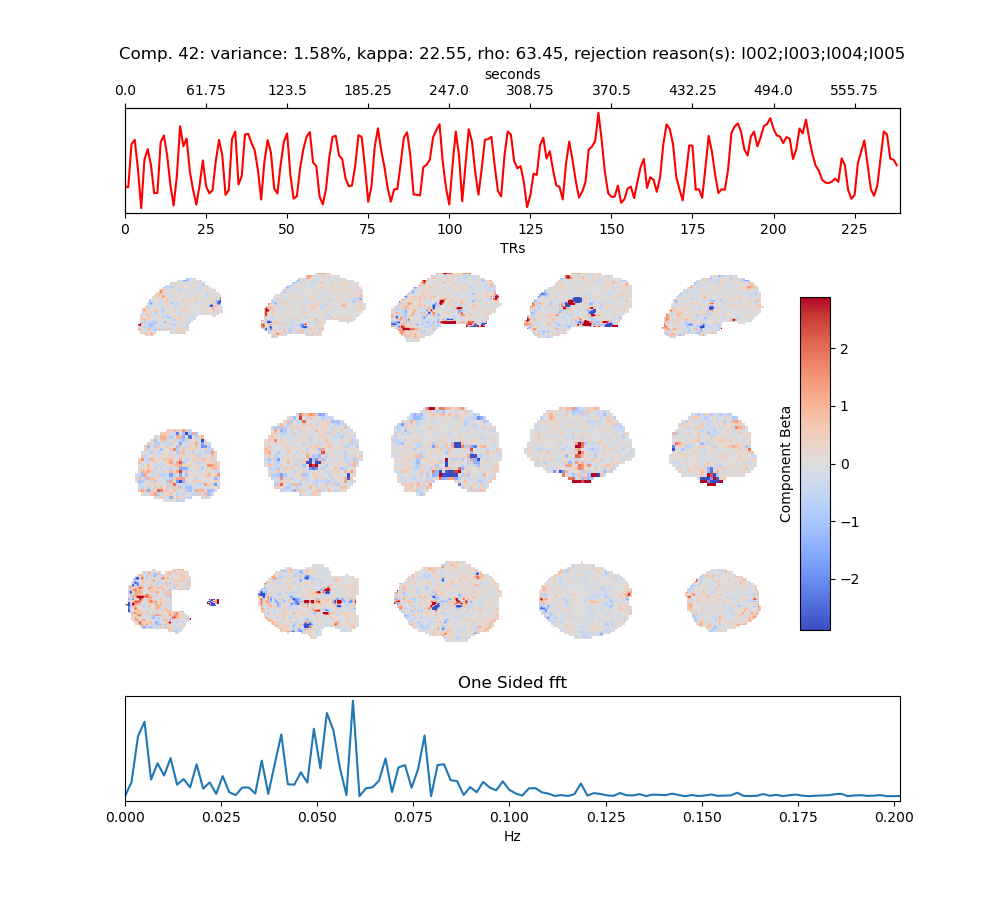 Comp. 42: variance: 1.58%, kappa: 22.55, rho: 63.45, rejection reason(s): I002;I003;I004;I005
seconds
0.0 61.75 123.5 185.25 247.0 308.75 370.5 432.25 494.0 555.75
0 25 50 75 100 125 150 175 200 225
TRs
2
1
0
−1
−2
Component Beta
One Sided fft
0.000 0.025 0.050 0.075 0.100 0.125 0.150 0.175 0.200
Hz